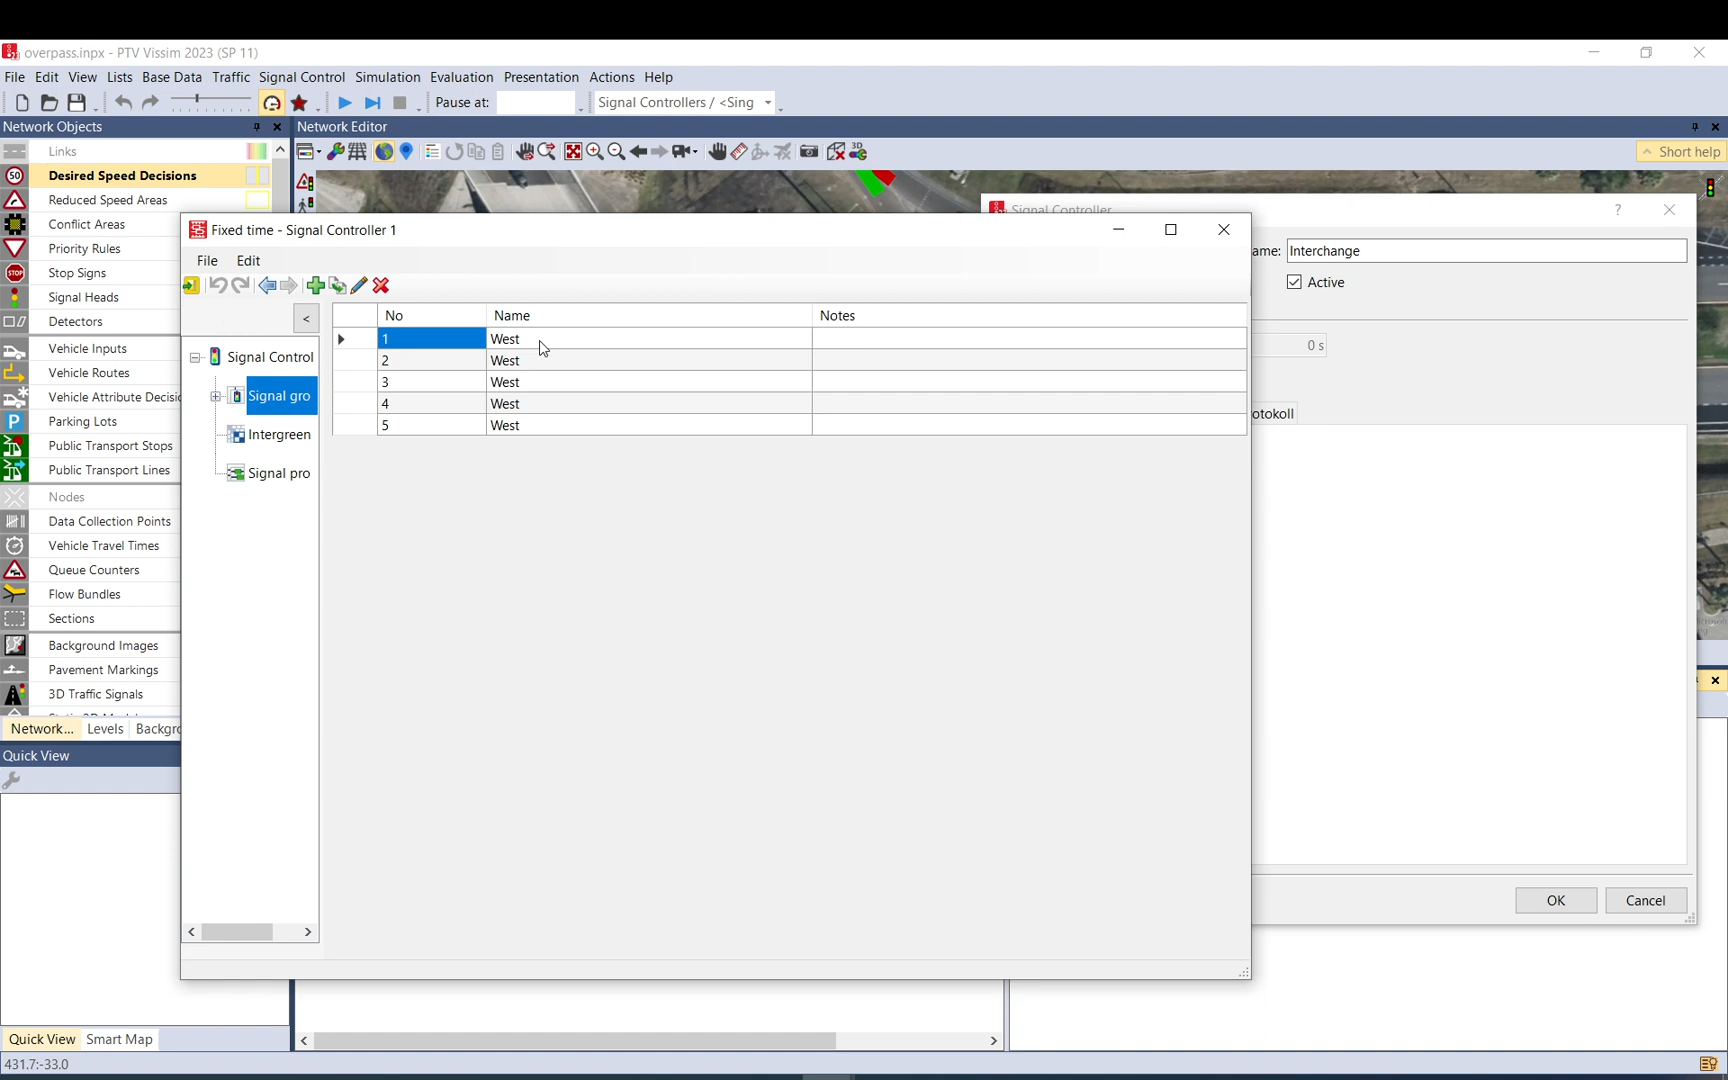 overpass.inpx - PTV Vissim 2023 (SP 11)
File Edit View Lists Base Data Traffic Signal Control Simulation Evaluation Presentation Actions Help
Pause at: Signal Controllers / <Sing
Network Objects
Network Editor
Links
Short help
50 Desired Speed Decisions
Reduced Speed Areas
Signal Controller ?
Conflict Areas
Fixed time - Signal Controller 1
Priority Rules
ame: Interchange
File Edit
STOP Stop Signs
Active
Signal Heads
Detectors
<
No Name Notes
1 West
2 West
3 West
4 West
5 West
0 s
otokoll
Signal Control
Signal gro
Intergreen
Signal pro
Vehicle Inputs
Vehicle Routes
Vehicle Attribute Decisic
P Parking Lots
Public Transport Stops
Public Transport Lines
Nodes
Data Collection Points
Vehicle Travel Times
Queue Counters
Flow Bundles
Sections
Background Images
Pavement Markings
3D Traffic Signals
Network... Levels Backgro
Quick View
OK Cancel
Quick View Smart Map
431.7:-33.0